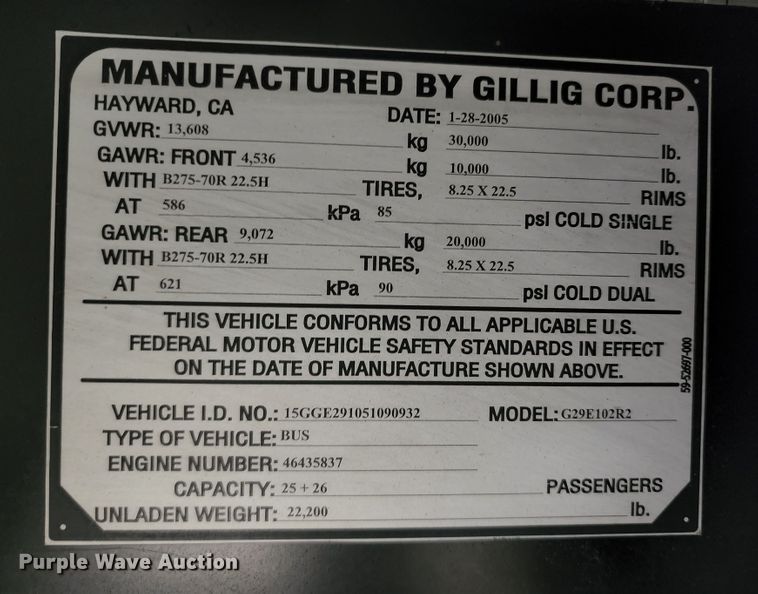 MANUFACTURED BY GILLIG CORP.
HAYWARD, CA DATE: 1-28-2005
GVWR: 13,608 kg 30,000 lb.
GAWR: FRONT 4,536 kg 10,000 lb.
WITH B275-70R 22.5H TIRES, 8.25 X 22.5 RIMS
AT 586 kPa 85 psl COLD SINGLE
GAWR: REAR 9,072 kg 20,000 lb.
WITH B275-70R 22.5H TIRES, 8.25 X 22.5 RIMS
AT 621 kPa 90 psl COLD DUAL
THIS VEHICLE CONFORMS TO ALL APPLICABLE U.S.
FEDERAL MOTOR VEHICLE SAFETY STANDARDS IN EFFECT
ON THE DATE OF MANUFACTURE SHOWN ABOVE.
59-52697-000
VEHICLE I.D. NO.: 15GGE291051090932 MODEL: G29E102R2
TYPE OF VEHICLE: BUS
ENGINE NUMBER: 46435837
CAPACITY: 25 + 26 PASSENGERS
UNLADEN WEIGHT: 22,200 lb.
Purple Wave Auction